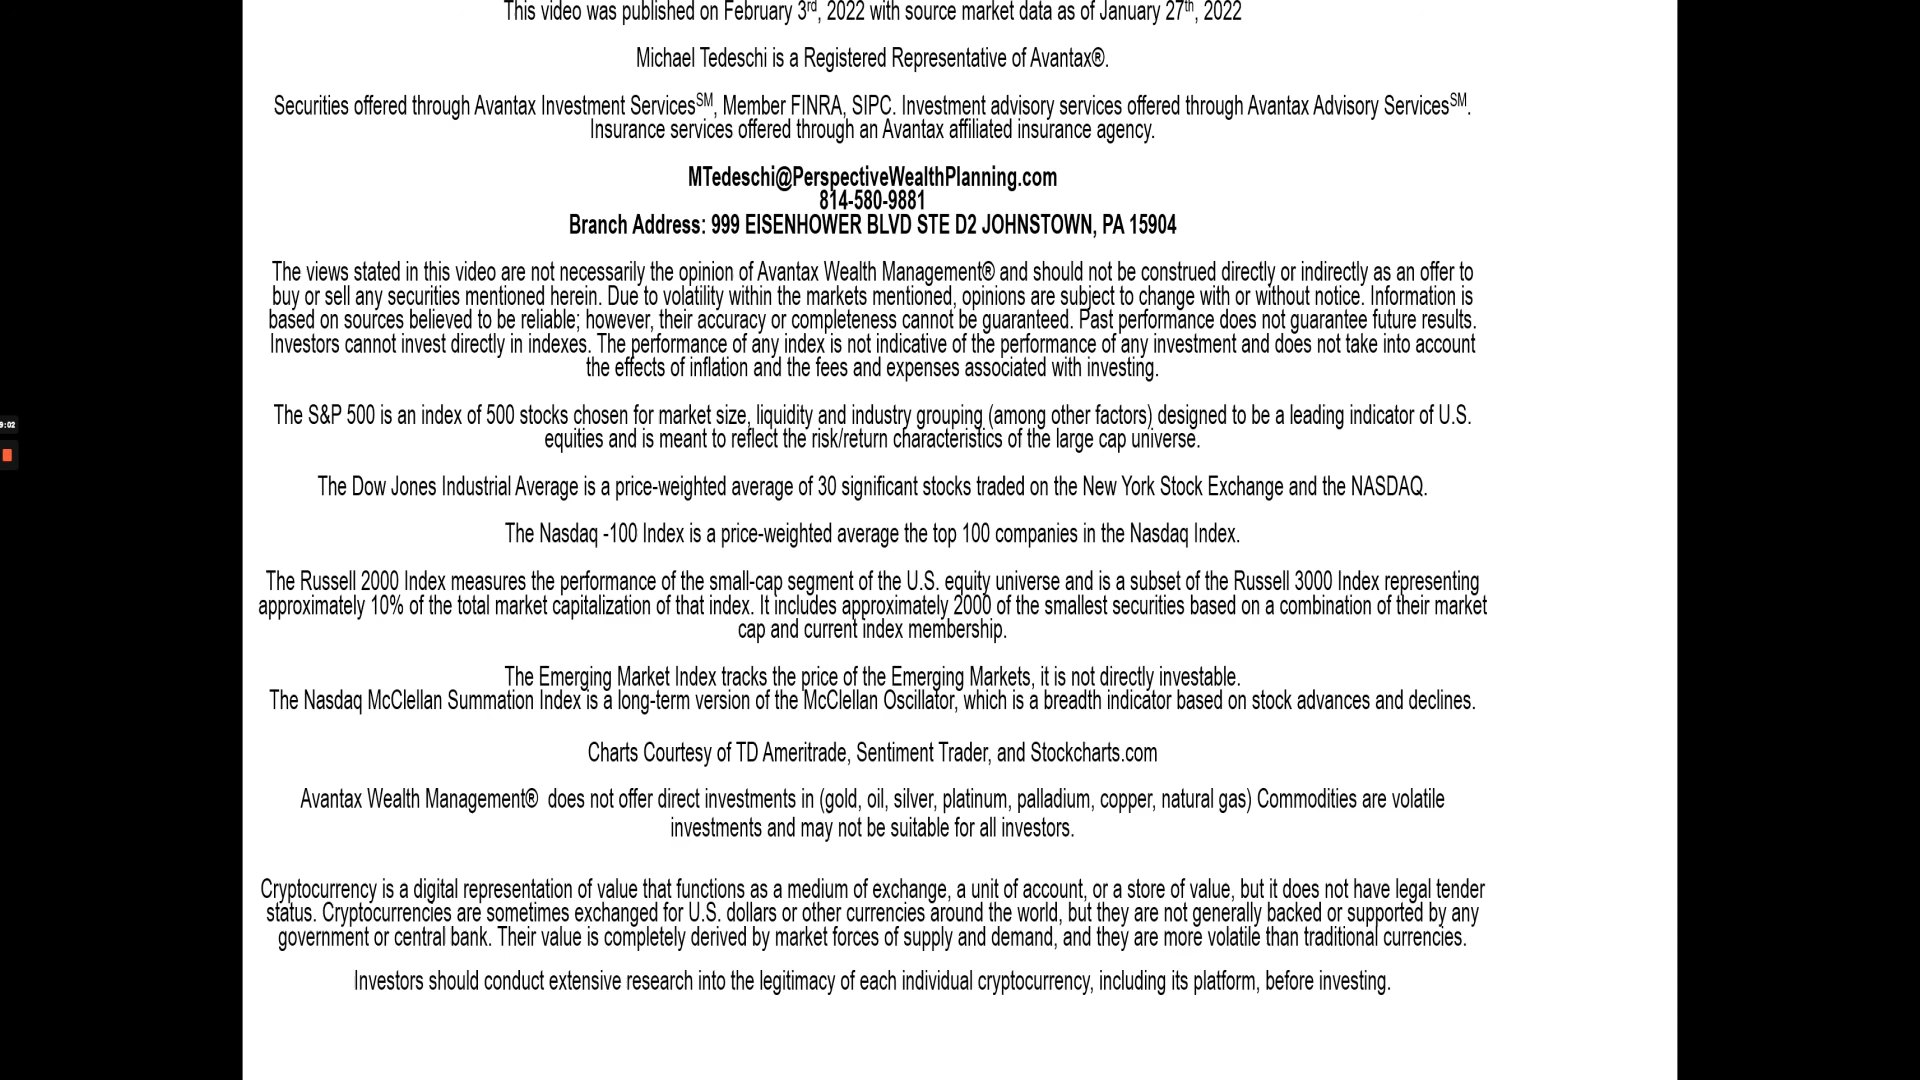 This video was published on February 3rd, 2022 with source market data as of January 27th, 2022
Michael Tedeschi is a Registered Representative of Avantax®.
Securities offered through Avantax Investment ServicesSM, Member FINRA, SIPC. Investment advisory services offered through Avantax Advisory ServicesSM.
Insurance services offered through an Avantax affiliated insurance agency.
MTedeschi@PerspectiveWealthPlanning.com
814-580-9881
Branch Address: 999 EISENHOWER BLVD STE D2 JOHNSTOWN, PA 15904
The views stated in this video are not necessarily the opinion of Avantax Wealth Management® and should not be construed directly or indirectly as an offer to
buy or sell any securities mentioned herein. Due to volatility within the markets mentioned, opinions are subject to change with or without notice. Information is
based on sources believed to be reliable; however, their accuracy or completeness cannot be guaranteed. Past performance does not guarantee future results.
Investors cannot invest directly in indexes. The performance of any index is not indicative of the performance of any investment and does not take into account
the effects of inflation and the fees and expenses associated with investing.
The S&P 500 is an index of 500 stocks chosen for market size, liquidity and industry grouping (among other factors) designed to be a leading indicator of U.S.
equities and is meant to reflect the risk/return characteristics of the large cap universe.
The Dow Jones Industrial Average is a price-weighted average of 30 significant stocks traded on the New York Stock Exchange and the NASDAQ.
The Nasdaq -100 Index is a price-weighted average the top 100 companies in the Nasdaq Index.
The Russell 2000 Index measures the performance of the small-cap segment of the U.S. equity universe and is a subset of the Russell 3000 Index representing
approximately 10% of the total market capitalization of that index. It includes approximately 2000 of the smallest securities based on a combination of their market
cap and current index membership.
The Emerging Market Index tracks the price of the Emerging Markets, it is not directly investable.
The Nasdaq McClellan Summation Index is a long-term version of the McClellan Oscillator, which is a breadth indicator based on stock advances and declines.
Charts Courtesy of TD Ameritrade, Sentiment Trader, and Stockcharts.com
Avantax Wealth Management® does not offer direct investments in (gold, oil, silver, platinum, palladium, copper, natural gas) Commodities are volatile
investments and may not be suitable for all investors.
Cryptocurrency is a digital representation of value that functions as a medium of exchange, a unit of account, or a store of value, but it does not have legal tender
status. Cryptocurrencies are sometimes exchanged for U.S. dollars or other currencies around the world, but they are not generally backed or supported by any
government or central bank. Their value is completely derived by market forces of supply and demand, and they are more volatile than traditional currencies.
Investors should conduct extensive research into the legitimacy of each individual cryptocurrency, including its platform, before investing.